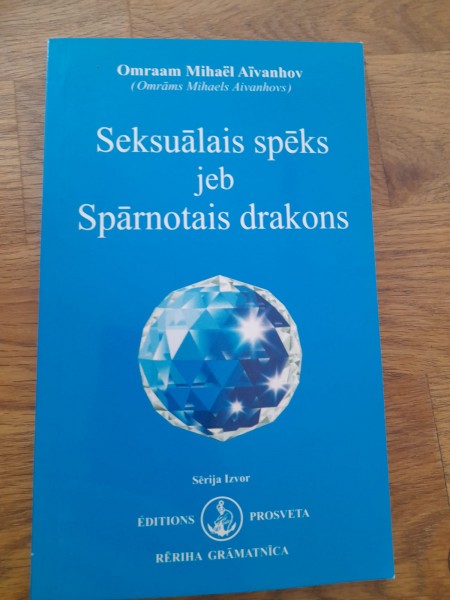 Omraam Mihaël Aïvanhov
(Omrāms Mihaels Aivanhovs)
Seksuālais spēks
jeb
Spārnotais drakons
Sērija Izvor
ÉDITIONS PROSVETA
RĒRIHA GRĀMATNĪCA